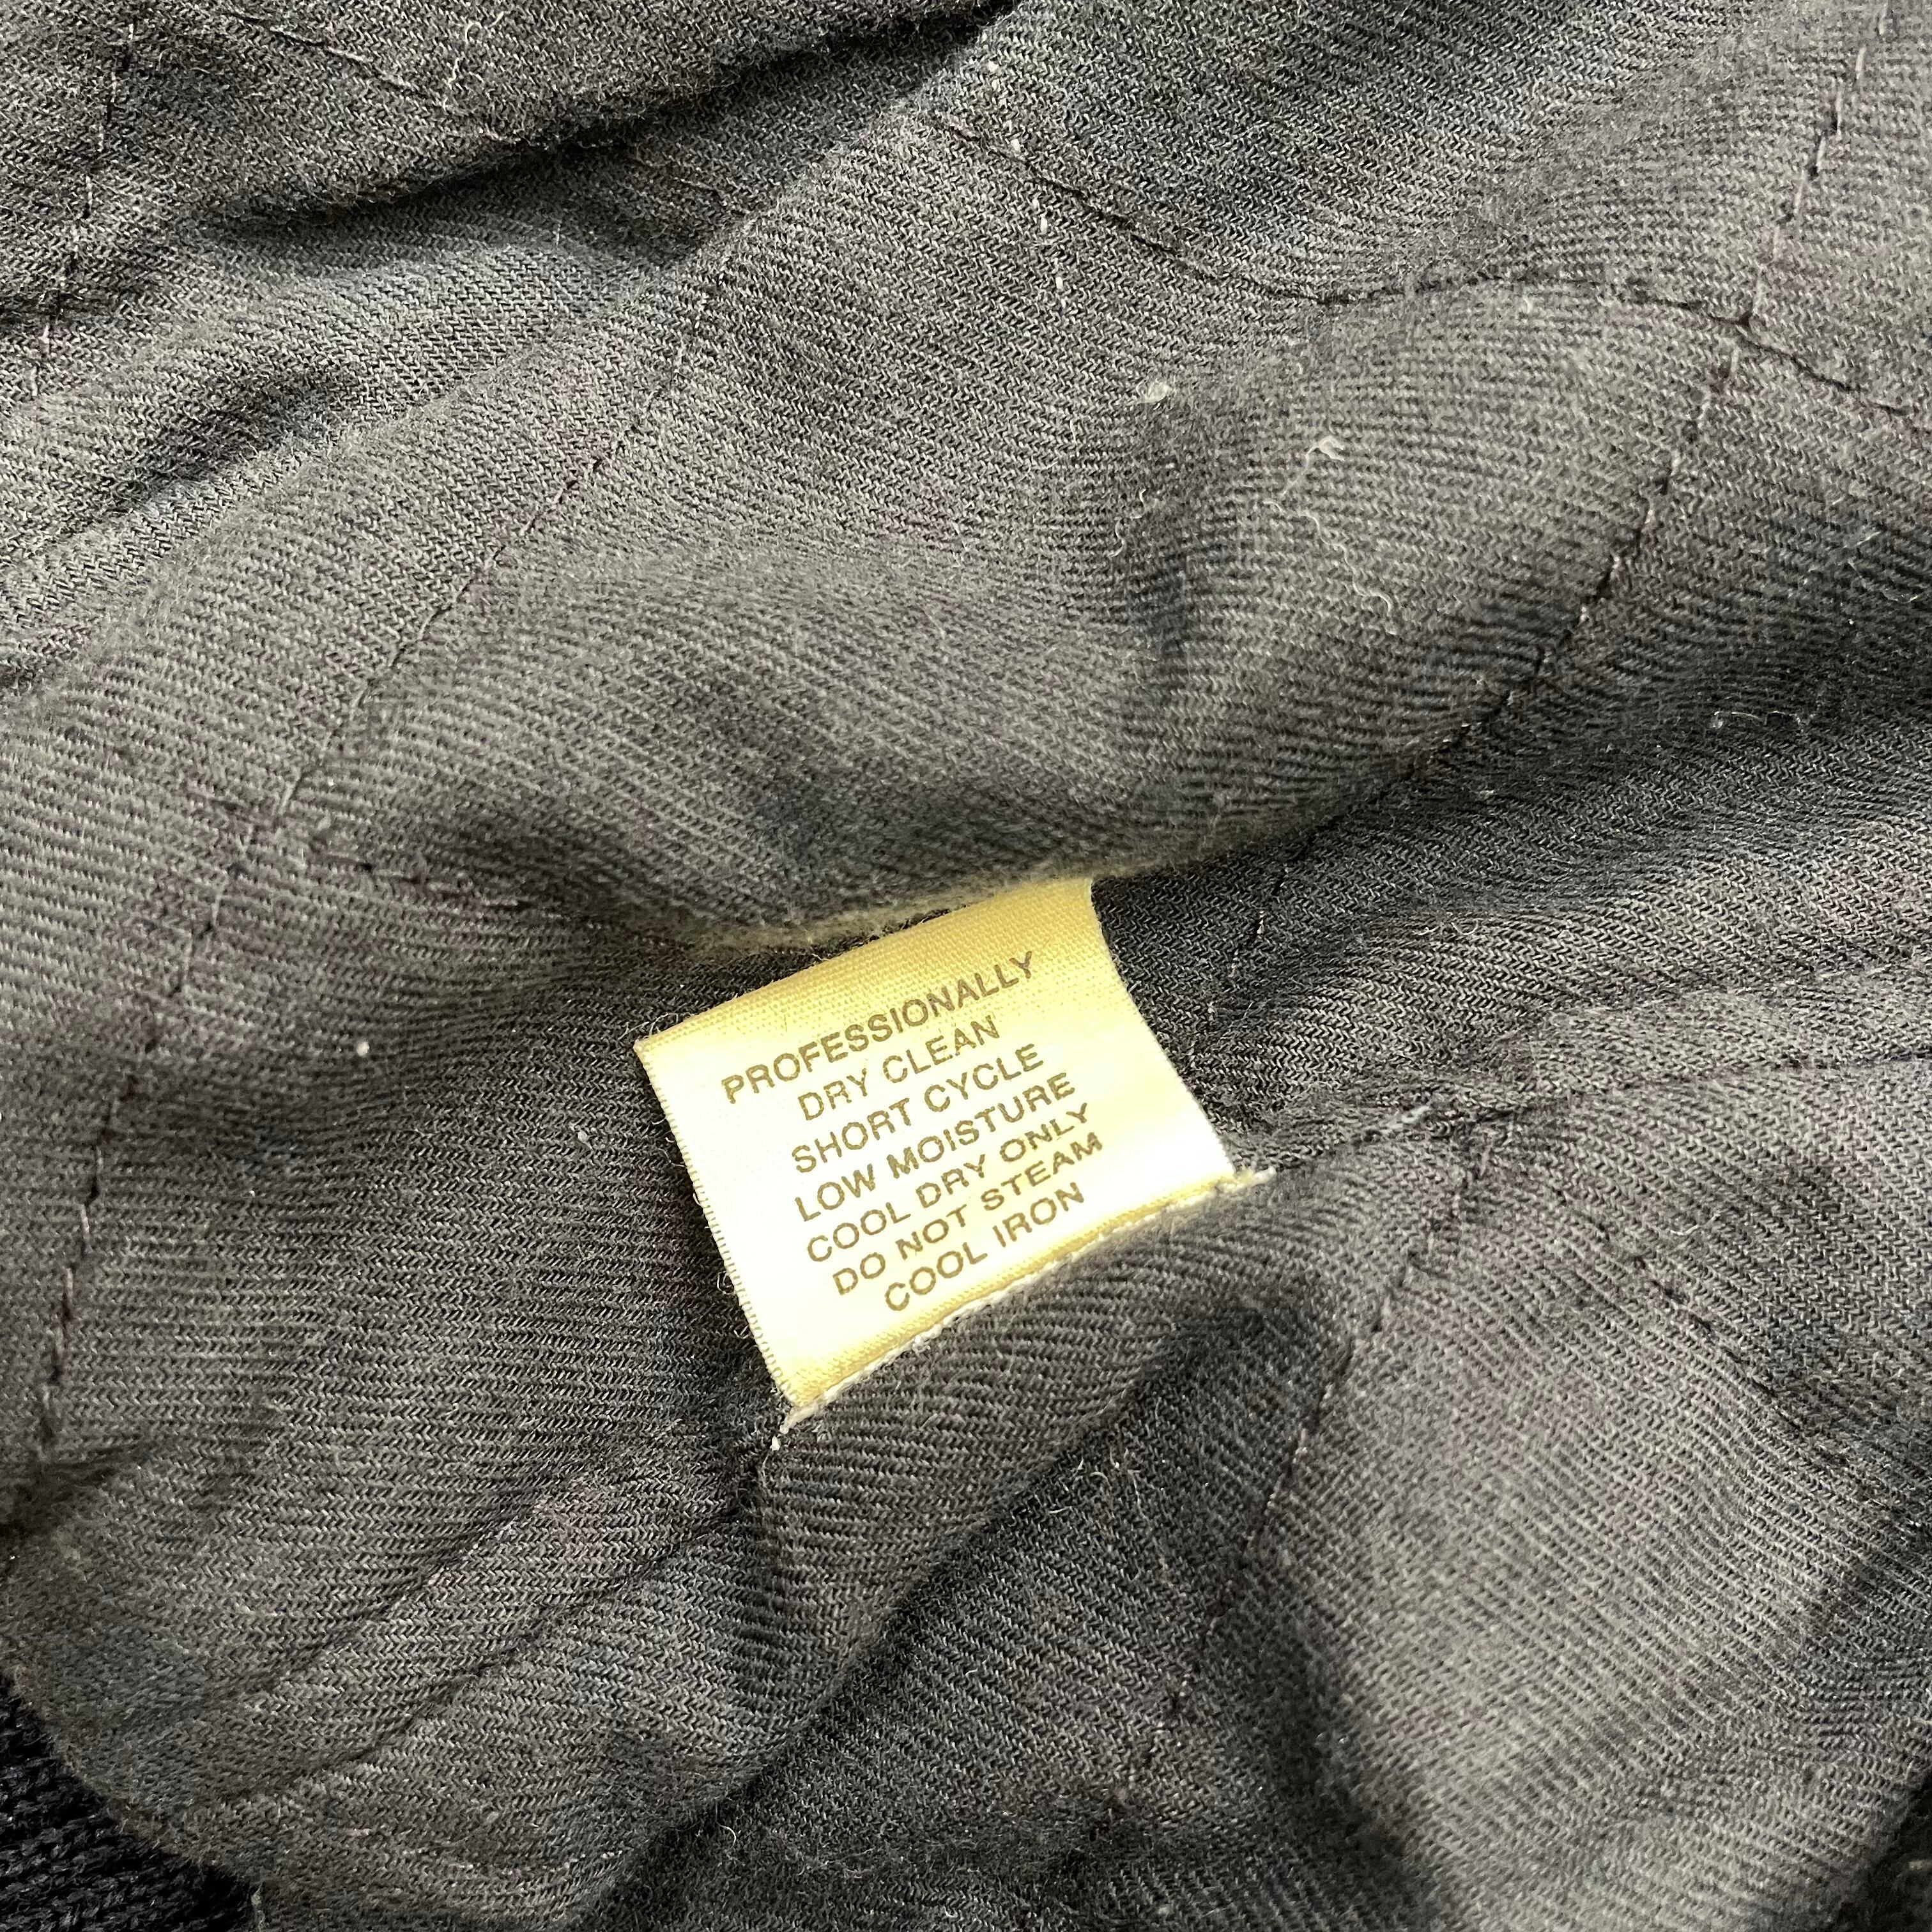 PROFESSIONALLY
DRY CLEAN
SHORT CYCLE
LOW MOISTURE
COOL DRY ONLY
DO NOT STEAM
COOL IRON